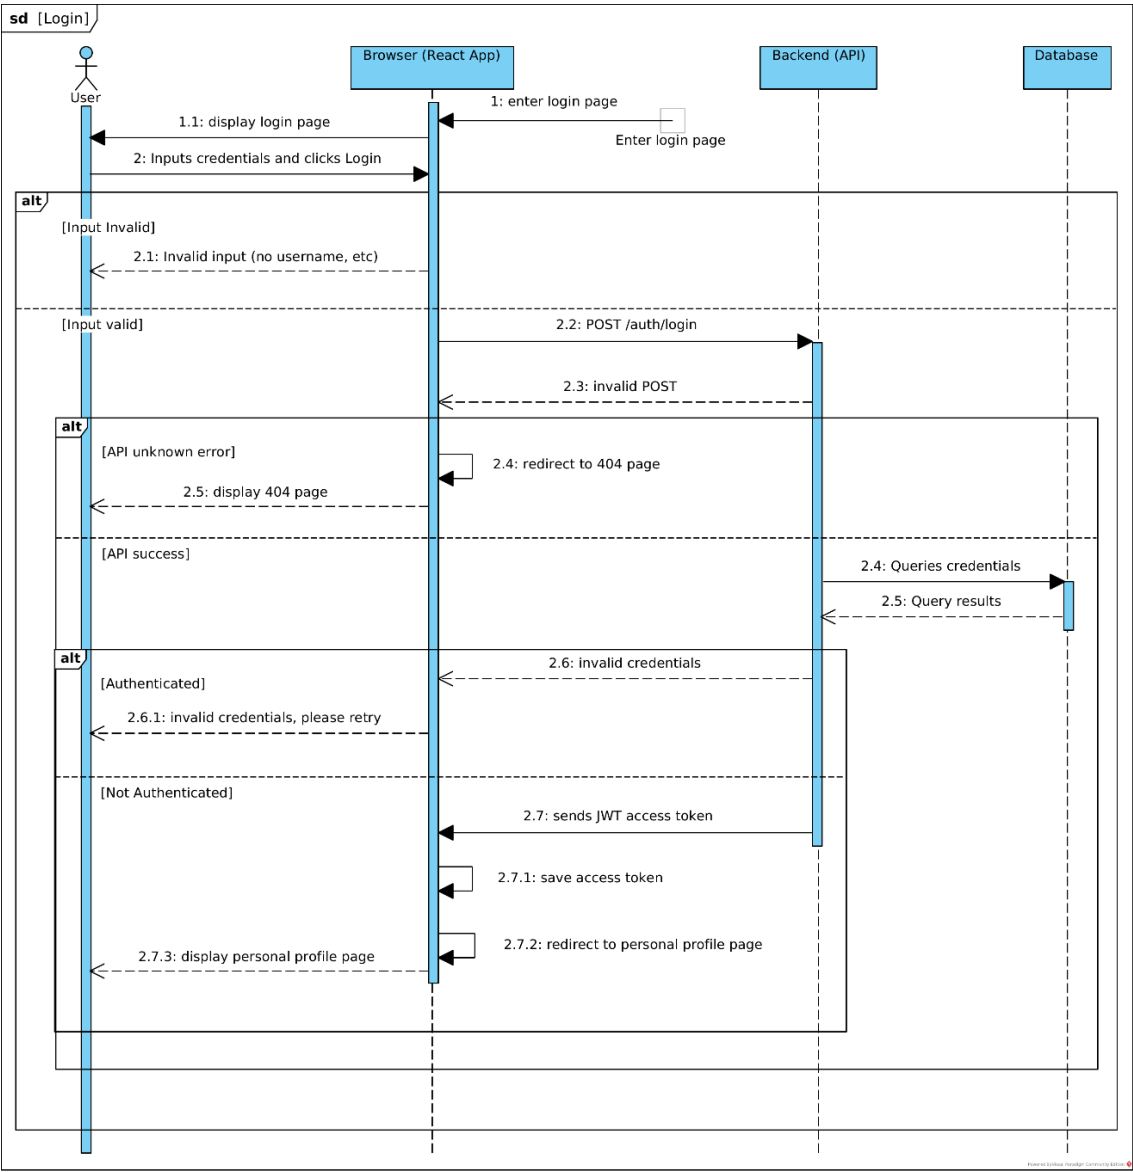 sd [Login]
User
Browser (React App)
Backend (API)
Database
1: enter login page
Enter login page
1.1: display login page
2: Inputs credentials and clicks Login
alt
[Input Invalid]
2.1: Invalid input (no username, etc)
[Input valid]
2.2: POST /auth/login
2.3: invalid POST
alt
[API unknown error]
2.4: redirect to 404 page
2.5: display 404 page
[API success]
2.4: Queries credentials
2.5: Query results
alt
2.6: invalid credentials
[Authenticated]
2.6.1: invalid credentials, please retry
[Not Authenticated]
2.7: sends JWT access token
2.7.1: save access token
2.7.2: redirect to personal profile page
2.7.3: display personal profile page
Powered By Visual Paradigm Community Edition